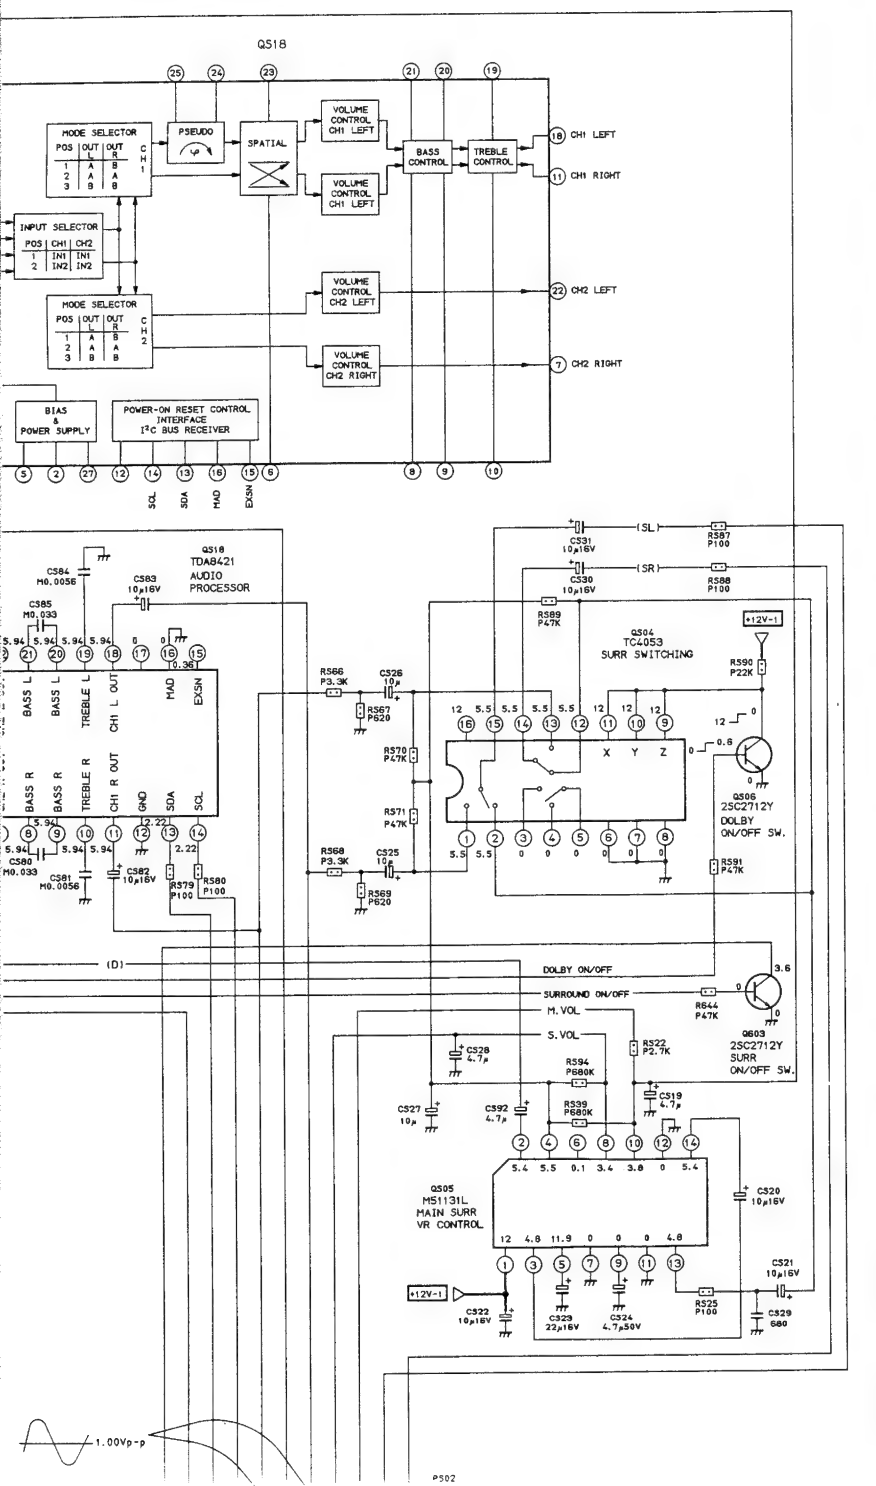 QS18
25 24 23 21 20 19
MODE SELECTOR
POS OUT L OUT R
1 A B
2 A A
3 B B
CH1
PSEUDO
φ
SPATIAL
VOLUME CONTROL CH1 LEFT
VOLUME CONTROL CH1 LEFT
BASS CONTROL
TREBLE CONTROL
18 CH1 LEFT
11 CH1 RIGHT
INPUT SELECTOR
POS CH1 CH2
1 IN1 IN1
2 IN2 IN2
MODE SELECTOR
POS OUT L OUT R
1 A B
2 A A
3 B B
CH2
VOLUME CONTROL CH2 LEFT
22 CH2 LEFT
VOLUME CONTROL CH2 RIGHT
7 CH2 RIGHT
BIAS & POWER SUPPLY
POWER-ON RESET CONTROL
INTERFACE
I²C BUS RECEIVER
5 2 27 12 14 13 16 15 6 8 9 10
SCL SDA MAD EXSN
QS18
TDA8421
AUDIO
PROCESSOR
CS84
M0.0056
CS83
10μ16V
CS85
M0.033
5.94 5.94 5.94 5.94 0 0 0.36
21 20 19 18 17 16 15
BASS L BASS L TREBLE L CH1 L OUT MAD EXSN
BASS R BASS R TREBLE R CH1 R OUT GND SDA SCL
8 9 10 11 12 13 14
5.94 5.94 5.94 5.94 2.22 2.22
CS80
M0.033
CS81
M0.0056
CS82
10μ16V
RS79
P100
RS80
P100
RS66
P3.3K
CS26
10μ
RS67
P620
RS70
P47K
RS71
P47K
RS68
P3.3K
CS25
10μ
RS69
P620
CS31
10μ16V
(SL)
RS87
P100
CS30
10μ16V
(SR)
RS88
P100
RS89
P47K
QS04
TC4053
SURR SWITCHING
+12V-1
RS90
P22K
12 5.5 5.5 5.5 5.5 12 12 12
16 15 14 13 12 11 10 9
X Y Z
1 2 3 4 5 6 7 8
5.5 5.5 0 0 0 0 0 0
12
0 0.6
0
QS06
2SC2712Y
DOLBY
ON/OFF SW.
RS91
P47K
(D)
DOLBY ON/OFF
SURROUND ON/OFF
M.VOL
S.VOL
R644
P47K
3.6
0
0
Q603
2SC2712Y
SURR
ON/OFF SW.
RS22
P2.7K
CS28
4.7μ
RS94
P680K
RS39
P680K
CS27
10μ
CS92
4.7μ
CS19
4.7μ
2 4 6 8 10 12 14
5.4 5.5 0.1 3.4 3.8 0 5.4
QS05
M51131L
MAIN SURR
VR CONTROL
12 4.8 11.9 0 0 0 4.8
1 3 5 7 9 11 13
CS20
10μ16V
+12V-1
CS22
10μ16V
CS23
22μ16V
CS24
4.7μ50V
RS25
P100
CS21
10μ16V
CS29
680
1.00Vp-p
PS02